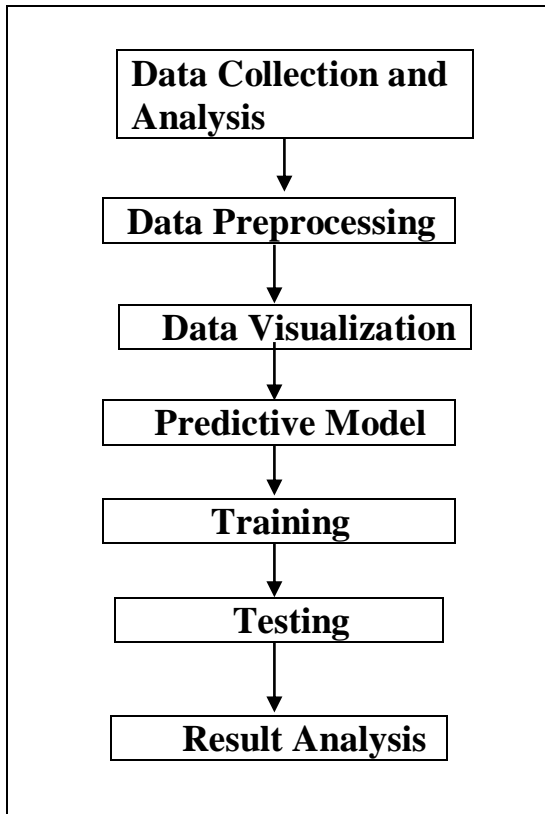 Data Collection and
Analysis
Data Preprocessing
Data Visualization
Predictive Model
Training
Testing
Result Analysis